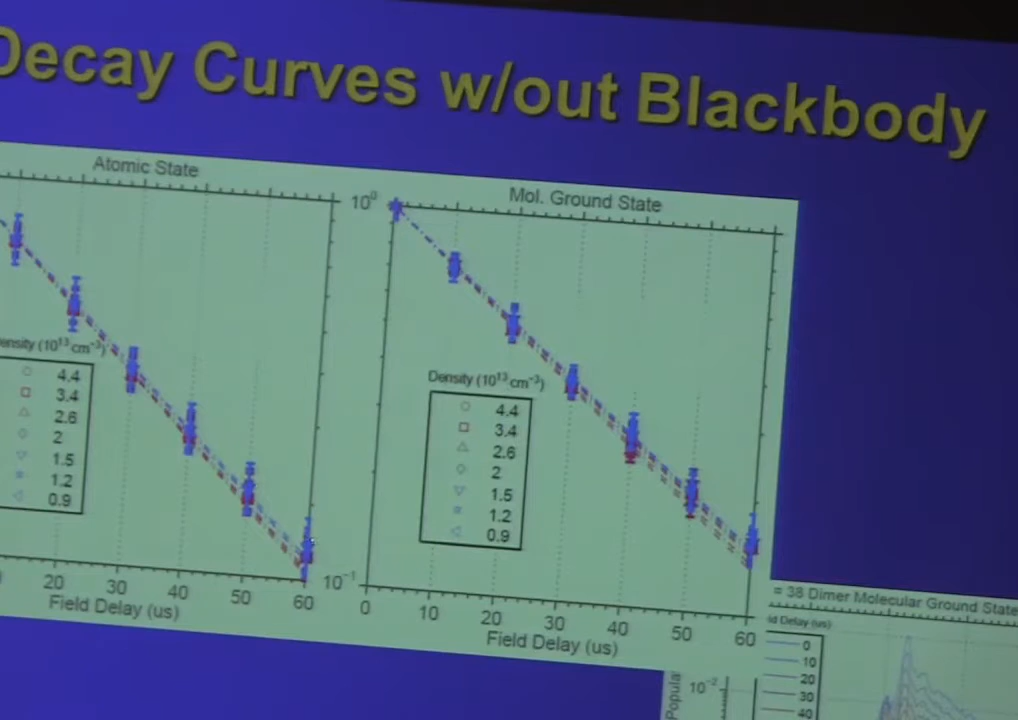 Decay Curves w/out Blackbody
Atomic State
(10¹³ cm⁻³)
4.4
3.4
2.6
2
1.5
1.2
0.9
20 30 40 50 60
Field Delay (us)
Mol. Ground State
10⁰
Density (10¹³ cm⁻³)
4.4
3.4
2.6
2
1.5
1.2
0.9
10⁻¹
0 10 20 30 40 50 60
Field Delay (us)
= 38 Dimer Molecular Ground State
Delay (us)
0
10
20
30
40
10⁻²